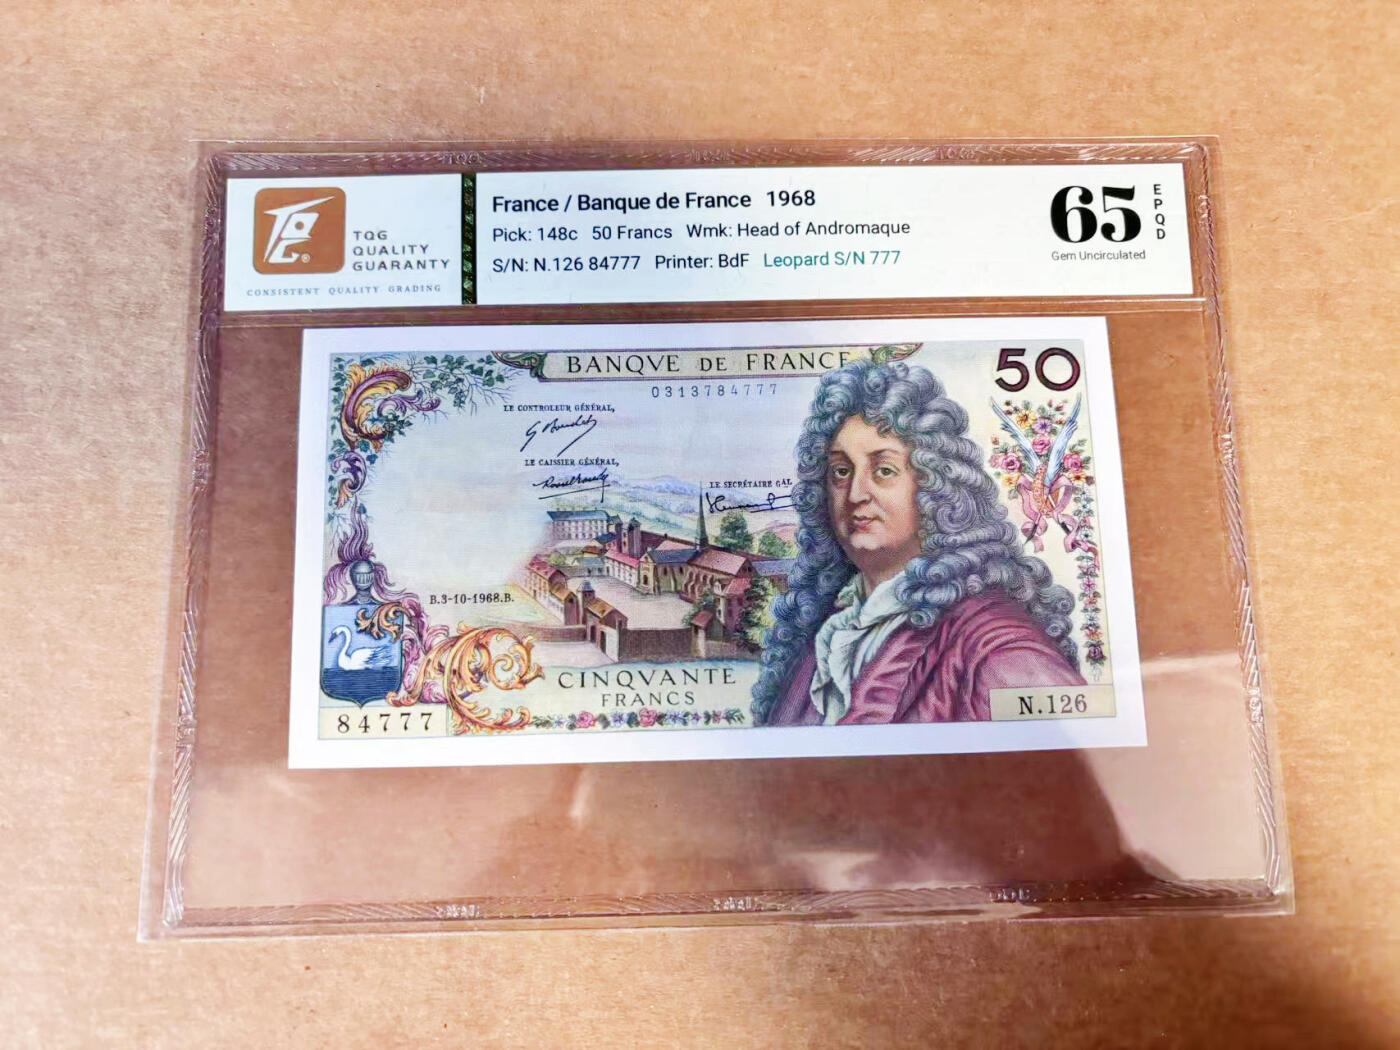 TQG
QUALITY
GUARANTY
CONSISTENT QUALITY GRADING
France / Banque de France 1968
Pick: 148c 50 Francs Wmk: Head of Andromaque
S/N: N.126 84777 Printer: BdF Leopard S/N 777
65
EPQD
Gem Uncirculated
BANQVE DE FRANCE
50
0313784777
LE CONTROLEUR GÉNÉRAL,
LE CAISSIER GÉNÉRAL,
LE SECRÉTAIRE GAL
B.3-10-1968.B.
CINQVANTE
FRANCS
84777
N.126